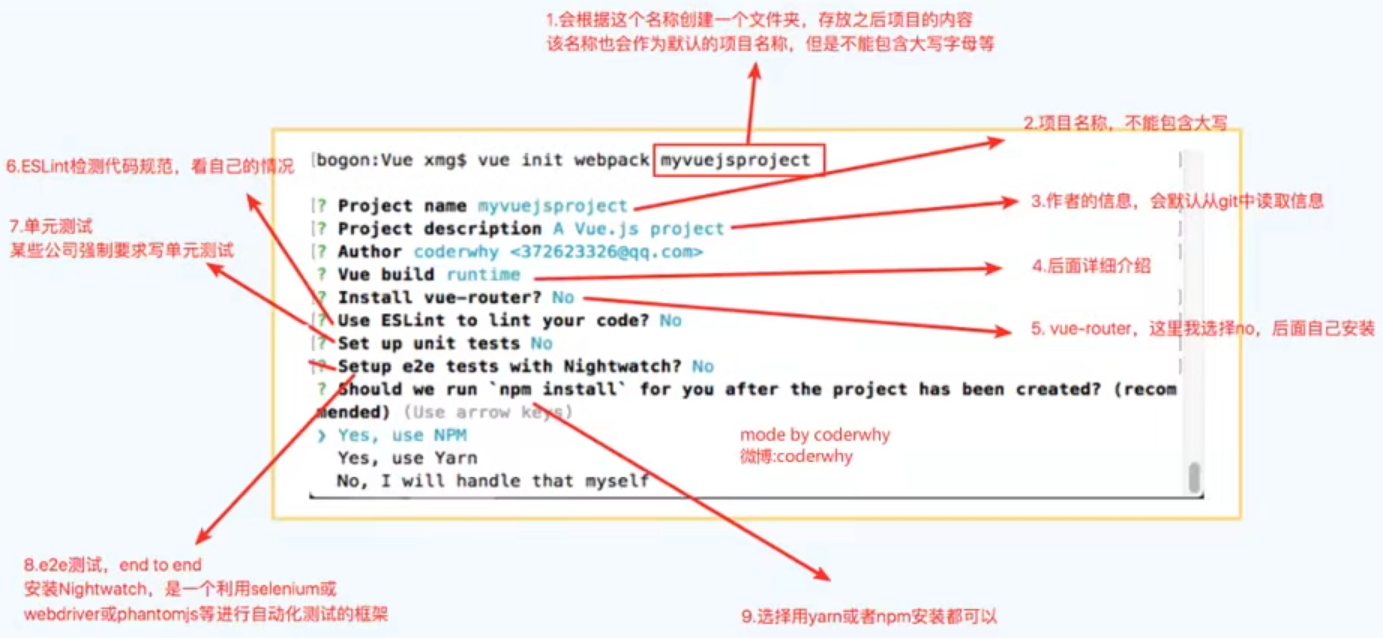 1.会根据这个名称创建一个文件夹，存放之后项目的内容
该名称也会作为默认的项目名称，但是不能包含大写字母等
2.项目名称，不能包含大写
[bogon:Vue xmg$ vue init webpack myvuejsproject
6.ESLint检测代码规范，看自己的情况
[? Project name myvuejsproject
3.作者的信息，会默认从git中读取信息
7.单元测试
某些公司强制要求写单元测试
[? Project description A Vue.js project
[? Author coderwhy <372623326@qq.com>
? Vue build runtime
4.后面详细介绍
[? Install vue-router? No
[? Use ESLint to lint your code? No
5. vue-router，这里我选择no，后面自己安装
[? Set up unit tests No
[? Setup e2e tests with Nightwatch? No
? Should we run `npm install` for you after the project has been created? (recom
mended) (Use arrow keys)
❯ Yes, use NPM
Yes, use Yarn
No, I will handle that myself
mode by coderwhy
微博:coderwhy
8.e2e测试，end to end
安装Nightwatch，是一个利用selenium或
webdriver或phantomjs等进行自动化测试的框架
9.选择用yarn或者npm安装都可以